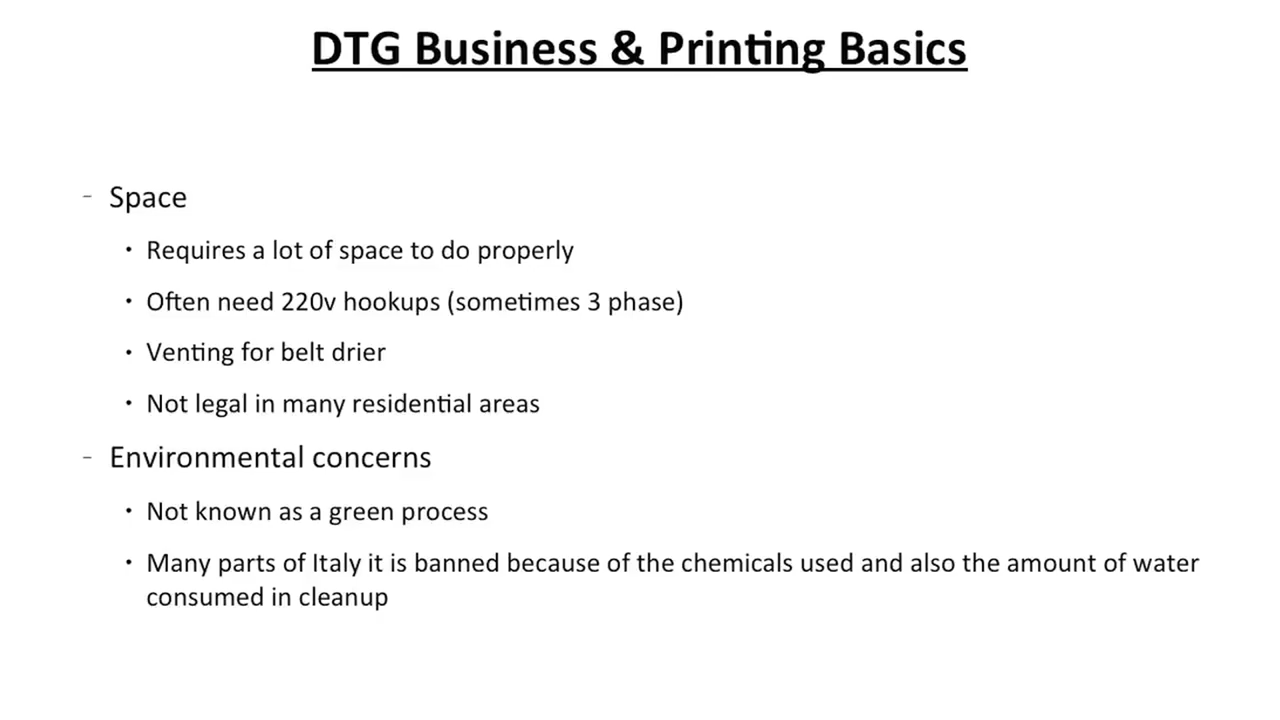 DTG Business & Printing Basics
- Space
• Requires a lot of space to do properly
• Often need 220v hookups (sometimes 3 phase)
• Venting for belt drier
• Not legal in many residential areas
- Environmental concerns
• Not known as a green process
• Many parts of Italy it is banned because of the chemicals used and also the amount of water
consumed in cleanup